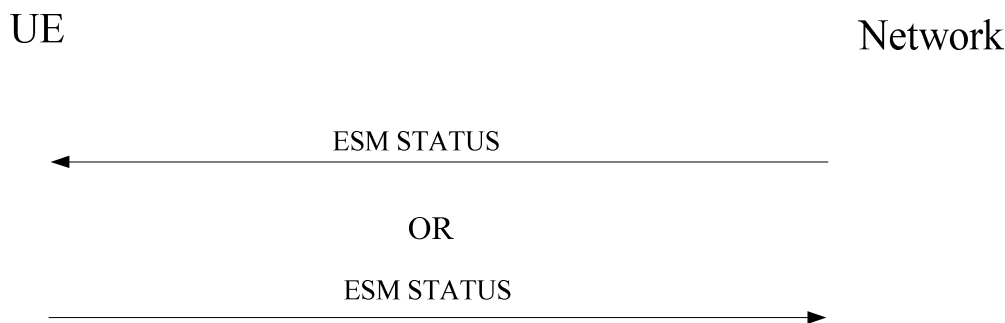 UE
Network
ESM STATUS
OR
ESM STATUS